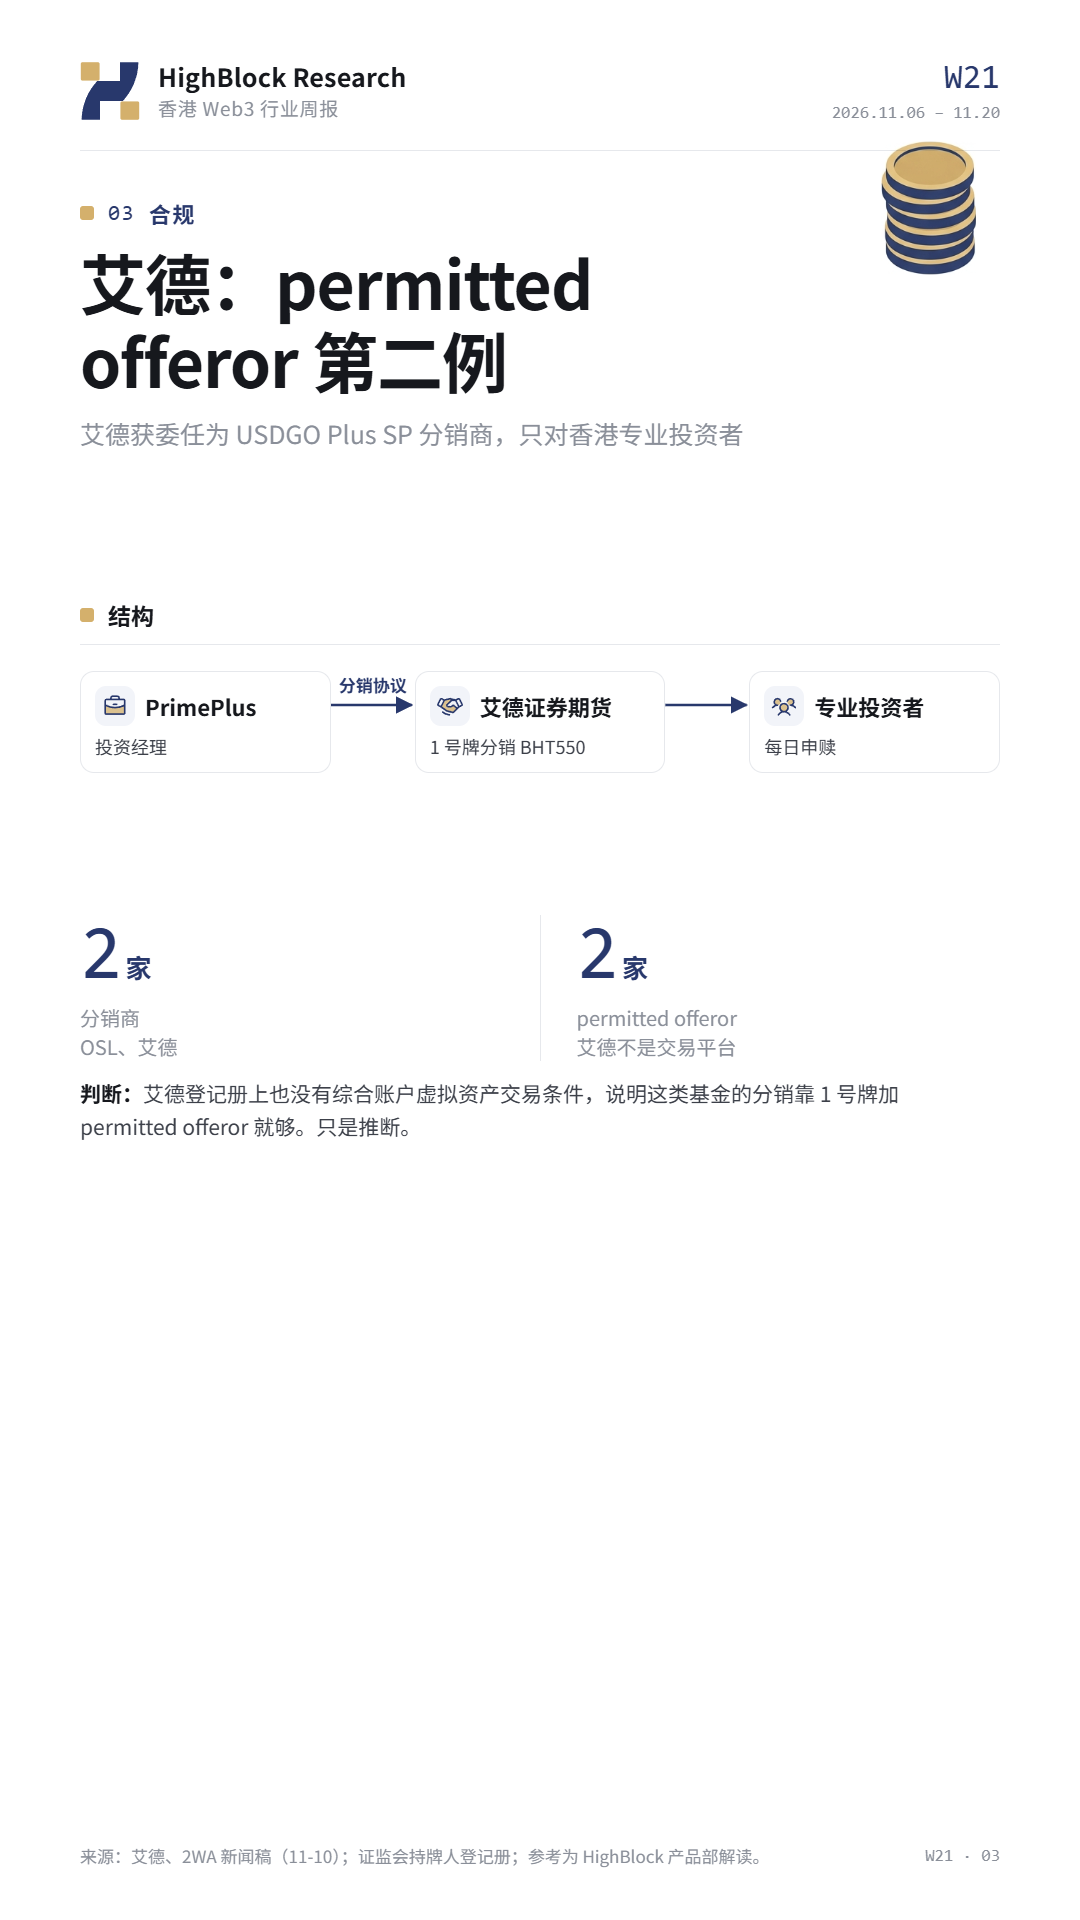 HighBlock Research
香港 Web3 行业周报
W21
2026.11.06 – 11.20
03 合规
艾德：permitted
offeror 第二例
艾德获委任为 USDGO Plus SP 分销商，只对香港专业投资者
结构
PrimePlus
投资经理
分销协议
艾德证券期货
1 号牌分销 BHT550
专业投资者
每日申赎
2 家
分销商
OSL、艾德
2 家
permitted offeror
艾德不是交易平台
判断：艾德登记册上也没有综合账户虚拟资产交易条件，说明这类基金的分销靠 1 号牌加
permitted offeror 就够。只是推断。
来源：艾德、2WA 新闻稿（11-10）；证监会持牌人登记册；参考为 HighBlock 产品部解读。
W21 · 03